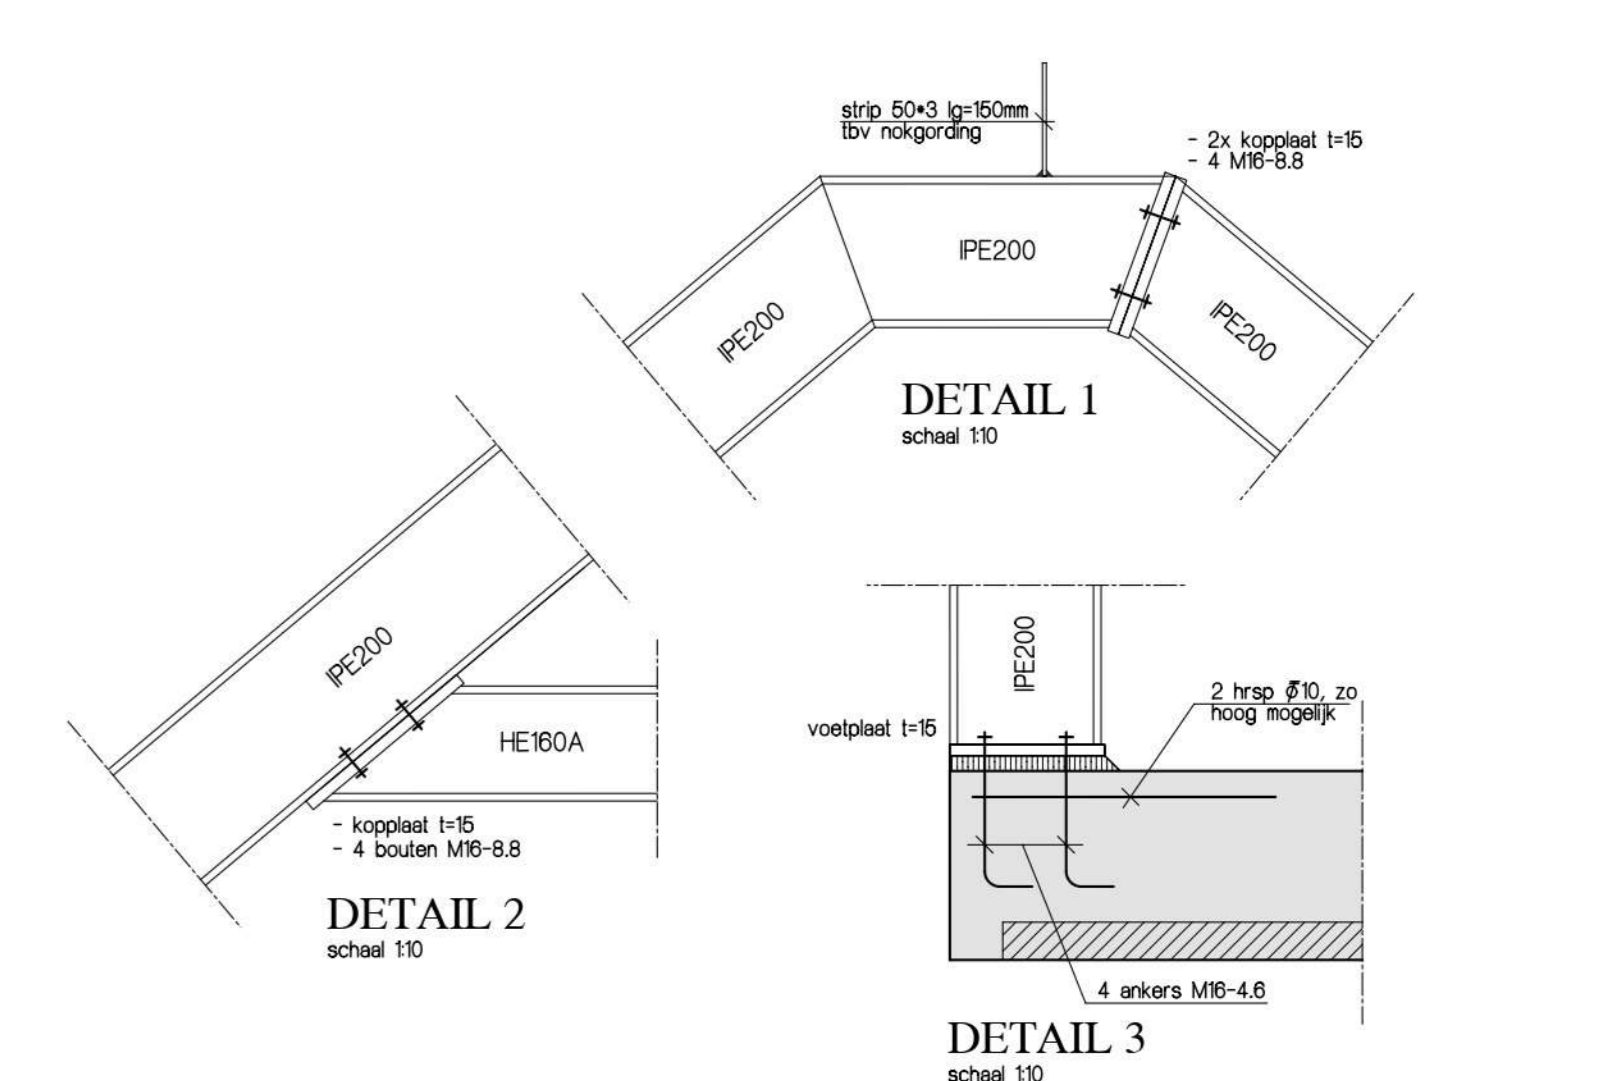 strip 50*3 lg=150mm
tbv nokgording
- 2x kopplaat t=15
- 4 M16-8.8
IPE200
IPE200
IPE200
DETAIL 1
schaal 1:10
IPE200
HE160A
- kopplaat t=15
- 4 bouten M16-8.8
DETAIL 2
schaal 1:10
IPE200
voetplaat t=15
2 hrsp ϕ10, zo
hoog mogelijk
4 ankers M16-4.6
DETAIL 3
schaal 1:10